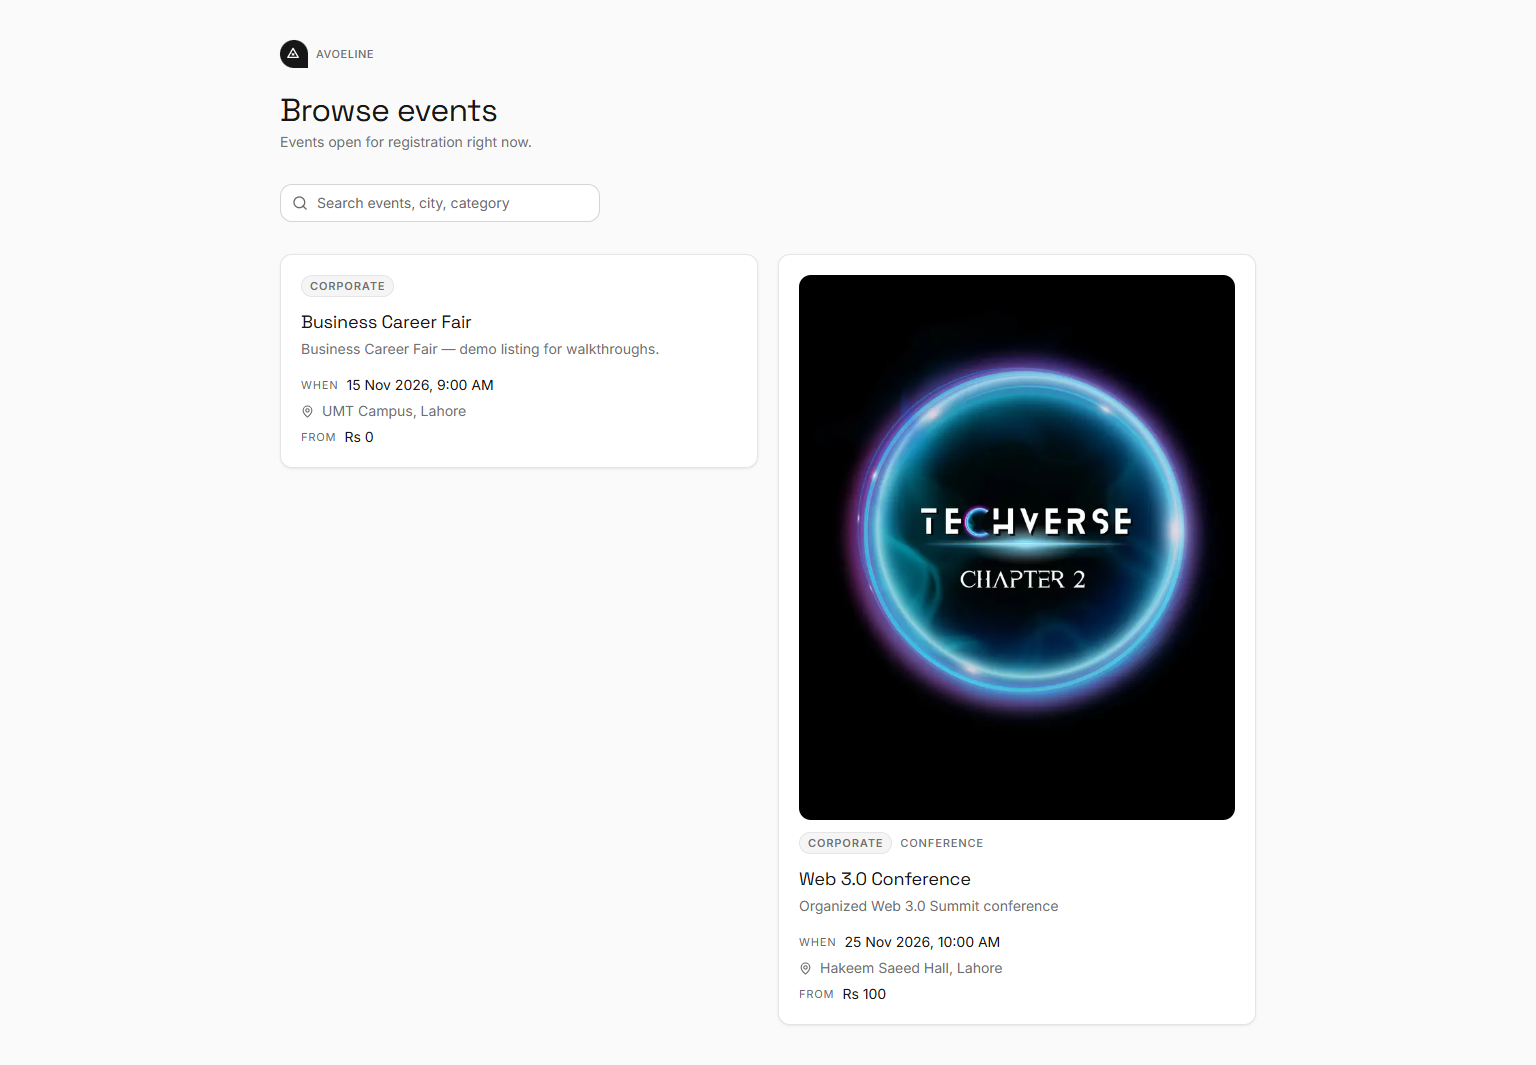 AVOELINE
Browse events
Events open for registration right now.
Search events, city, category
CORPORATE
Business Career Fair
Business Career Fair — demo listing for walkthroughs.
WHEN 15 Nov 2026, 9:00 AM
UMT Campus, Lahore
FROM Rs 0
TECHVERSE
CHAPTER 2
CORPORATE CONFERENCE
Web 3.0 Conference
Organized Web 3.0 Summit conference
WHEN 25 Nov 2026, 10:00 AM
Hakeem Saeed Hall, Lahore
FROM Rs 100